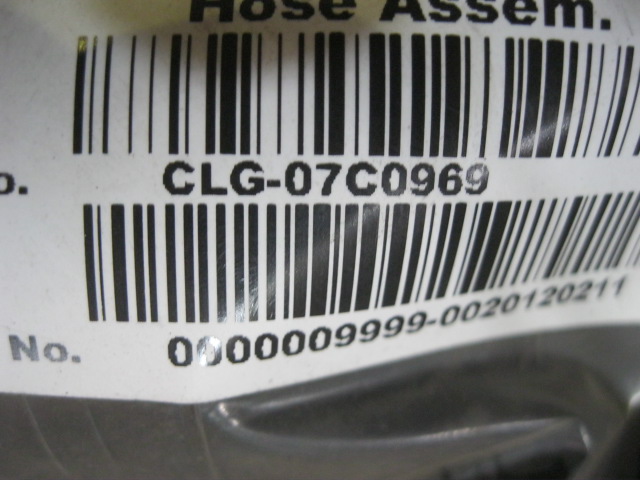 Hose Assem.
o. CLG-07C0969
No. 0000009999-0020120211